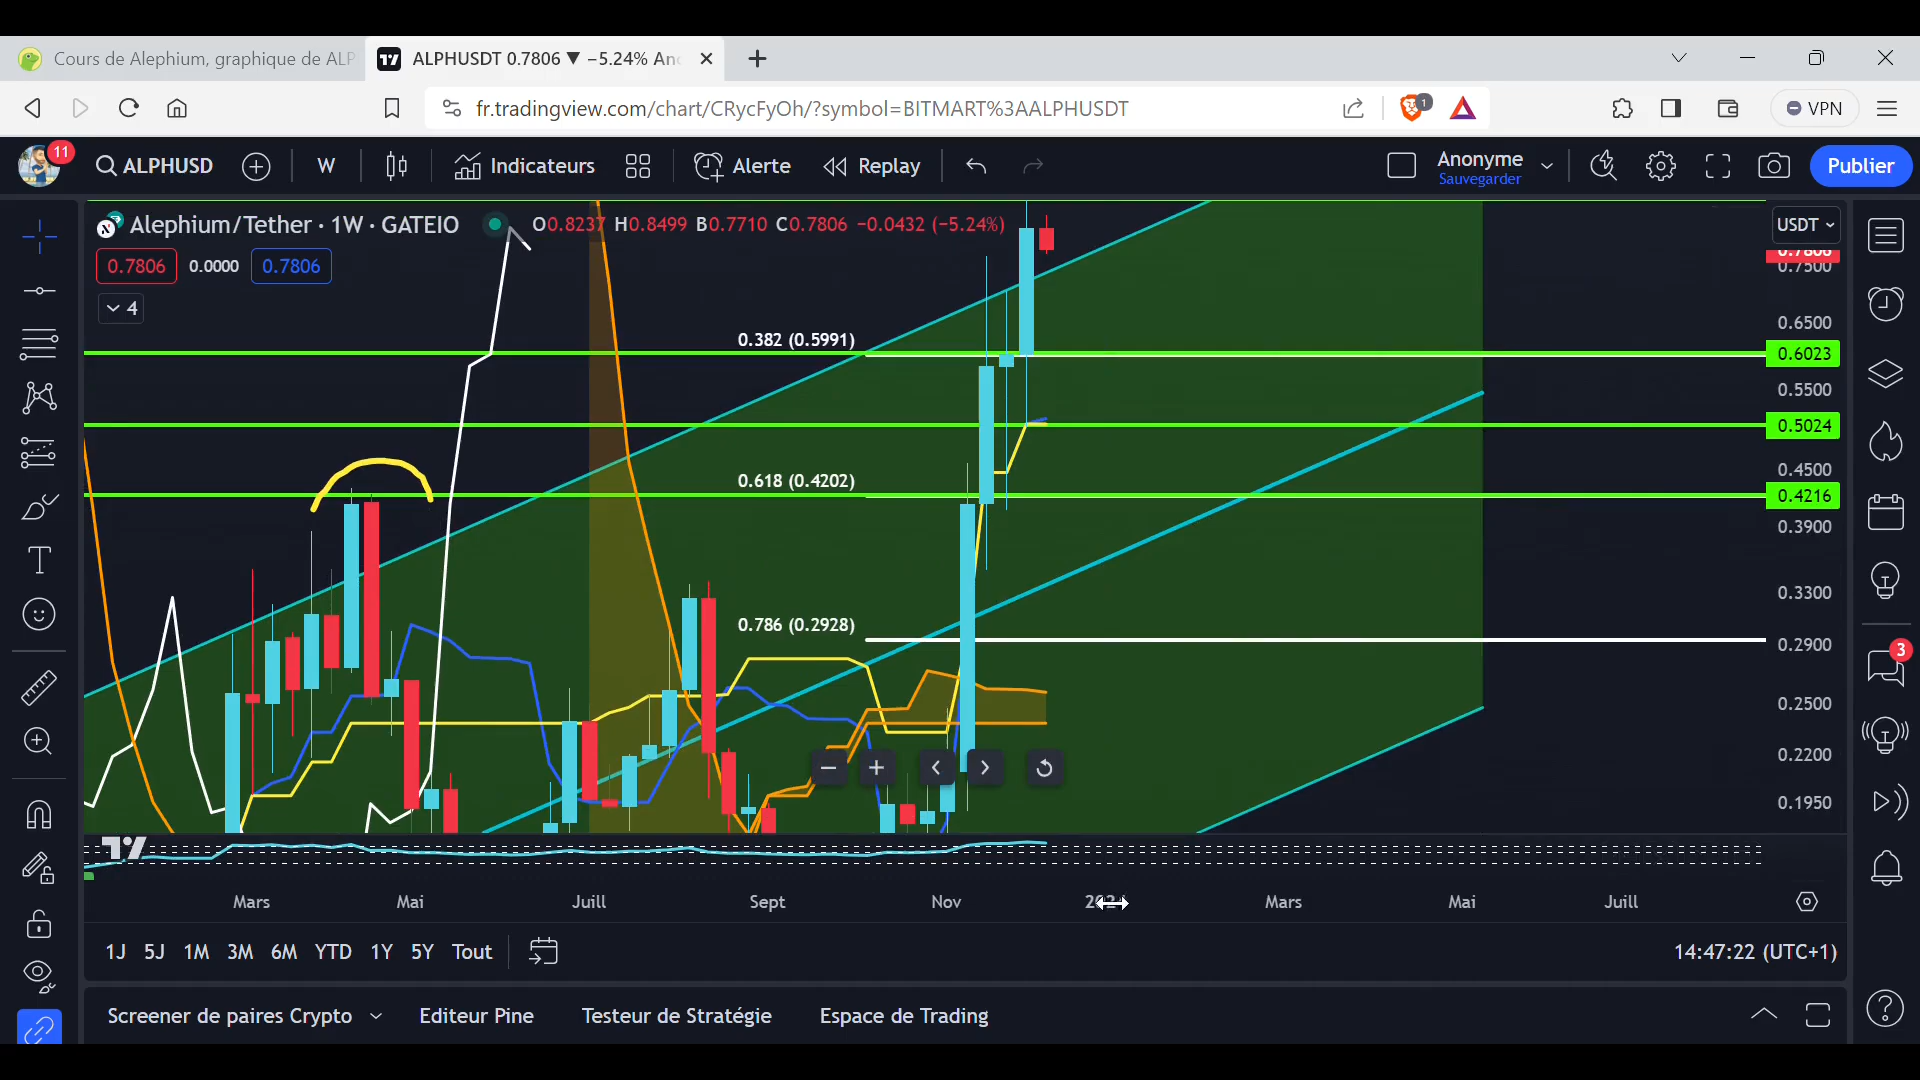 Cours de Alephium, graphique de ALP
ALPHUSDT 0.7806 ▼ −5.24% An
fr.tradingview.com/chart/CRycFyOh/?symbol=BITMART%3AALPHUSDT
1
VPN
11
ALPHUSD
W
Indicateurs
Alerte
Replay
Anonyme
Sauvegarder
Publier
Alephium/Tether · 1W · GATEIO
O0.8237 H0.8499 B0.7710 C0.7806 −0.0432 (−5.24%)
USDT
0.7806
0.0000
0.7806
4
0.7806
0.7500
0.6500
0.6023
0.5500
0.5024
0.4500
0.4216
0.3900
0.3300
0.2900
0.2500
0.2200
0.1950
0.382 (0.5991)
0.618 (0.4202)
0.786 (0.2928)
3
Mars
Mai
Juill
Sept
Nov
2024
Mars
Mai
Juill
1J 5J 1M 3M 6M YTD 1Y 5Y Tout
14:47:22 (UTC+1)
Screener de paires Crypto
Editeur Pine
Testeur de Stratégie
Espace de Trading